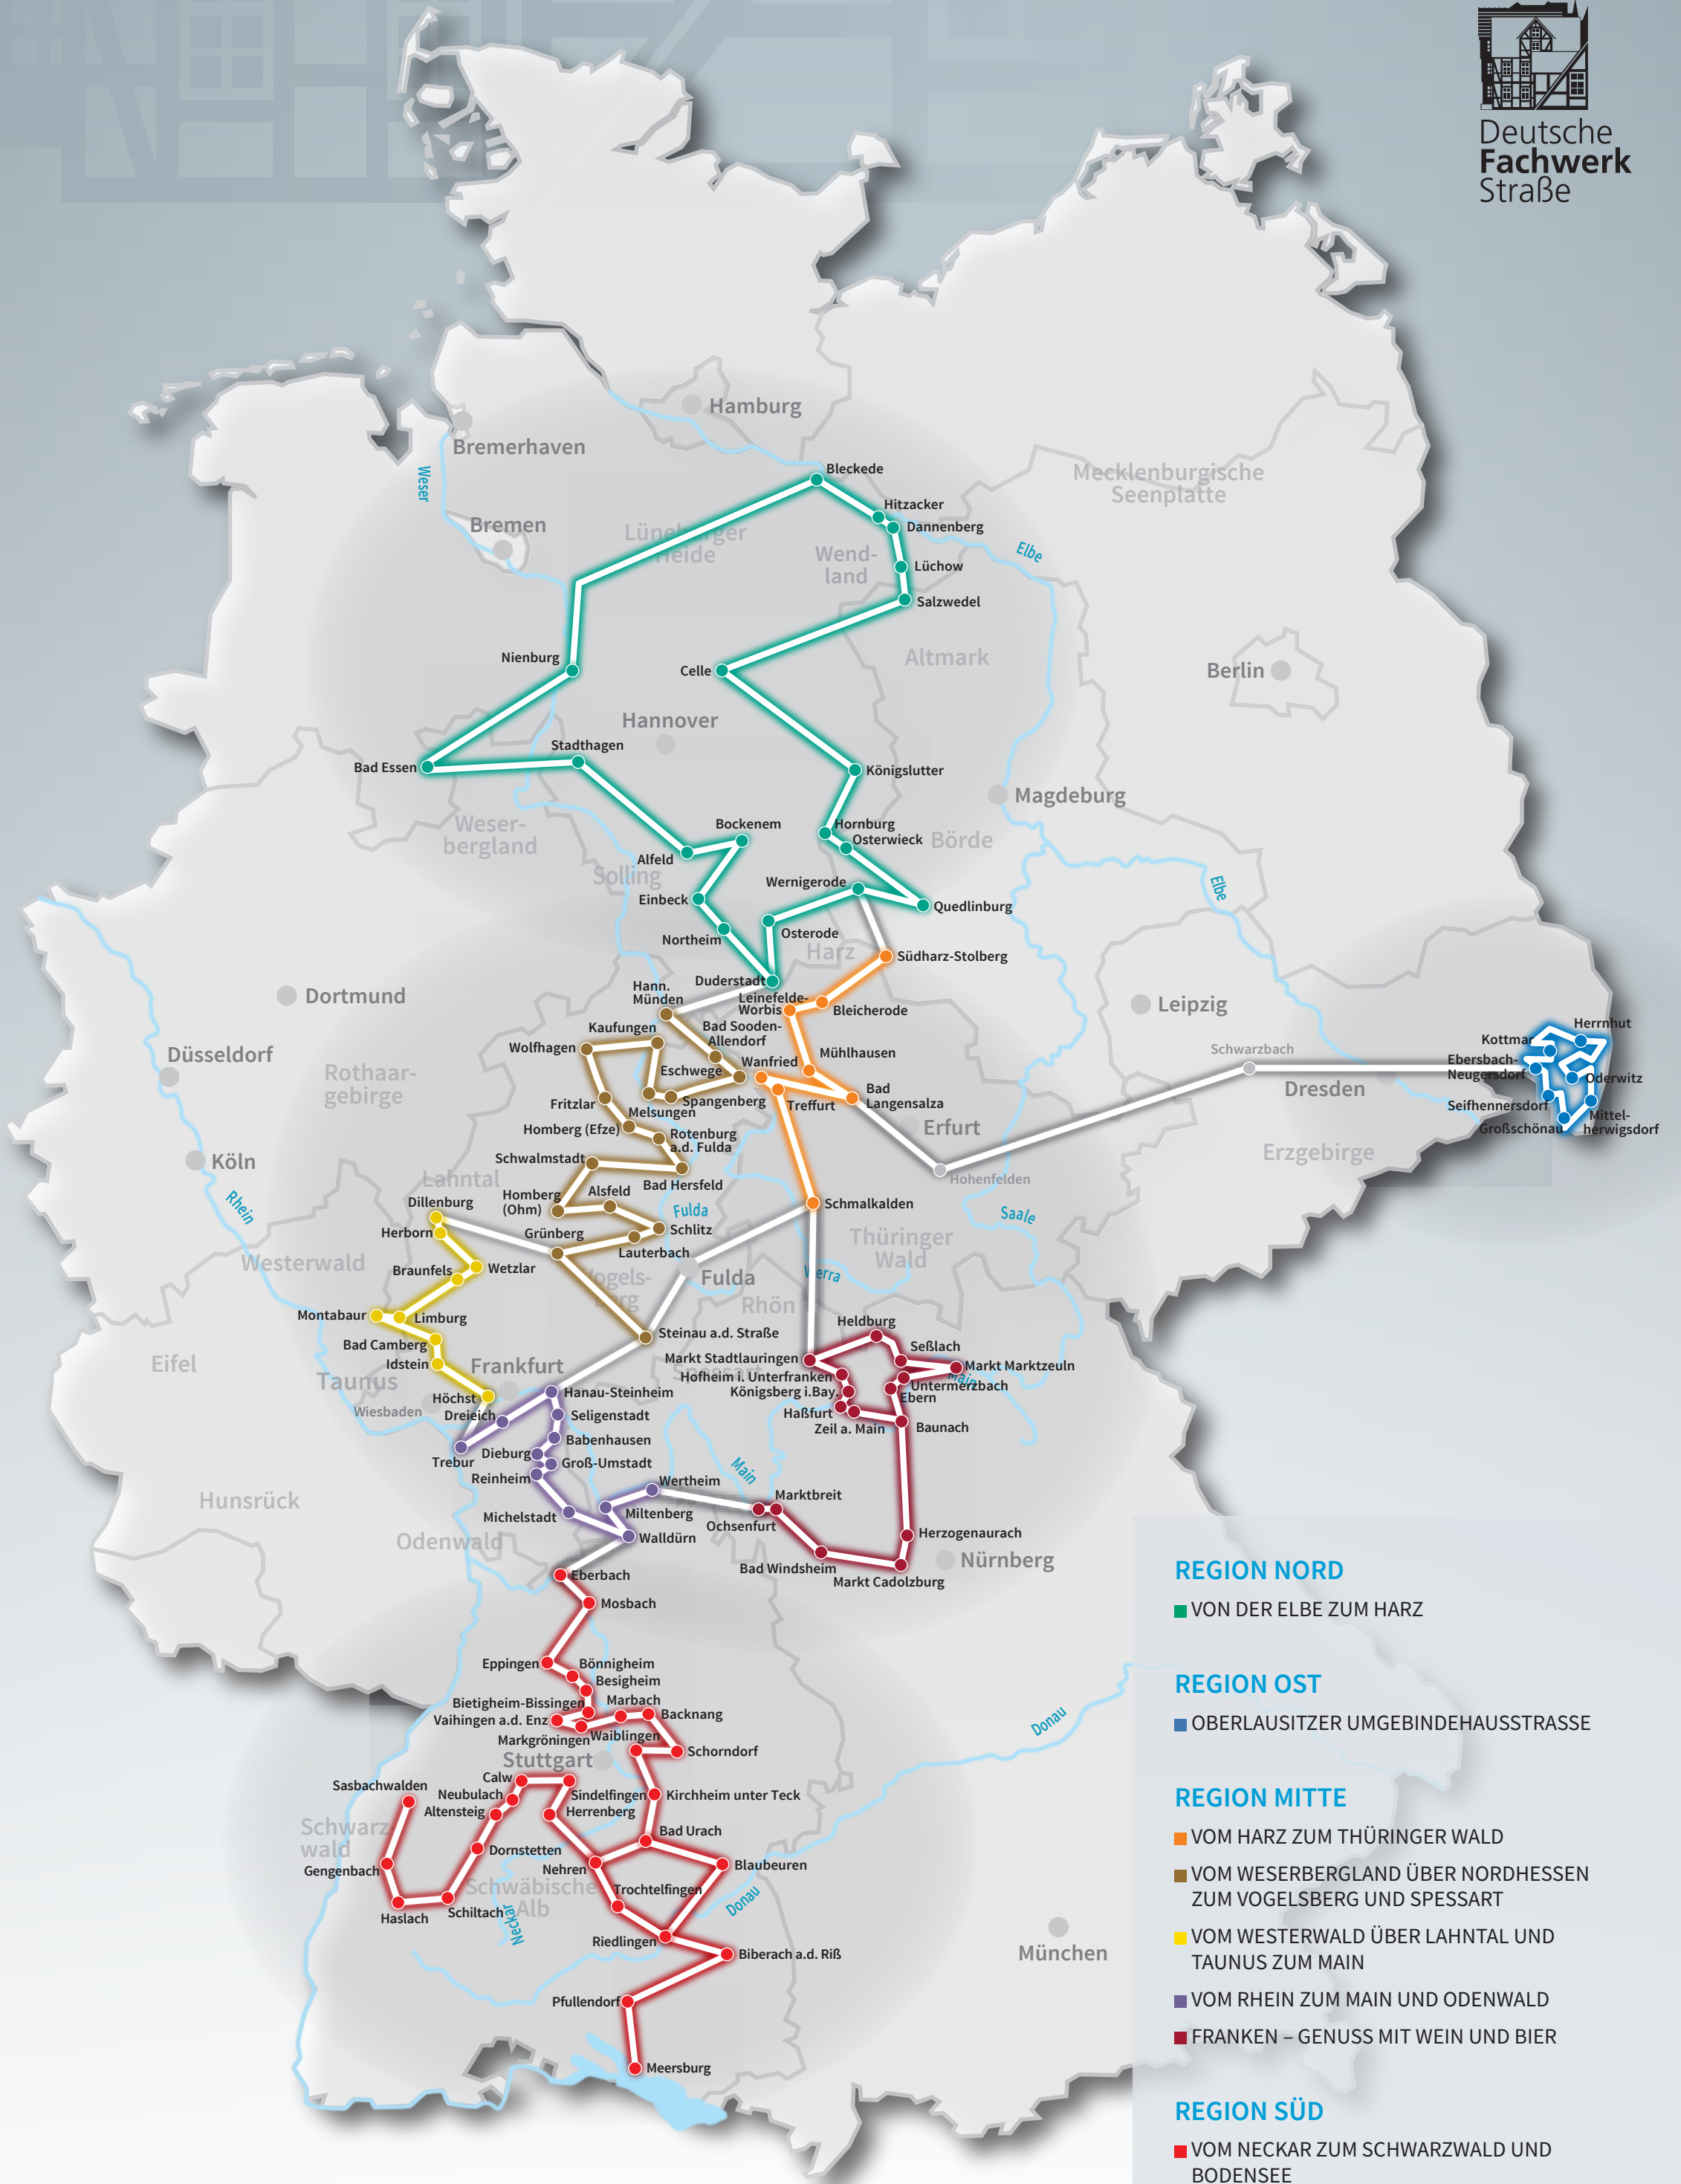 Deutsche
Fachwerk
Straße
Hamburg
Bremerhaven
Weser
Bleckede
Mecklenburgische
Seenplatte
Hitzacker
Bremen
Dannenberg
Lüneburger
Heide
Wend-
land
Elbe
Lüchow
Salzwedel
Nienburg
Celle
Altmark
Berlin
Hannover
Stadthagen
Bad Essen
Königslutter
Magdeburg
Weser-
bergland
Bockenem
Hornburg
Osterwieck
Börde
Alfeld
Solling
Wernigerode
Elbe
Einbeck
Quedlinburg
Northeim
Osterode
Harz
Südharz-Stolberg
Duderstadt
Hann.
Münden
Leinefelde-
Worbis
Bleicherode
Dortmund
Leipzig
Kaufungen
Bad Sooden-
Allendorf
Wolfhagen
Düsseldorf
Wanfried
Mühlhausen
Schwarzbach
Kottmar
Herrnhut
Ebersbach-
Neugersdorf
Oderwitz
Dresden
Rothaar-
gebirge
Eschwege
Bad
Langensalza
Fritzlar
Spangenberg
Treffurt
Melsungen
Seifhennersdorf
Mittel-
herwigsdorf
Großschönau
Homberg (Efze)
Rotenburg
a.d. Fulda
Erfurt
Erzgebirge
Köln
Schwalmstadt
Lahntal
Bad Hersfeld
Hohenfelden
Rhein
Dillenburg
Homberg
(Ohm)
Alsfeld
Fulda
Schmalkalden
Saale
Herborn
Grünberg
Schlitz
Lauterbach
Thüringer
Wald
Westerwald
Braunfels
Wetzlar
Vogels-
berg
Fulda
Werra
Rhön
Montabaur
Limburg
Heldburg
Steinau a.d. Straße
Bad Camberg
Seßlach
Eifel
Idstein
Frankfurt
Markt Stadtlauringen
Spessart
Markt Marktzeuln
Hofheim i. Unterfranken
Main
Taunus
Königsberg i.Bay.
Untermerzbach
Ebern
Höchst
Hanau-Steinheim
Wiesbaden
Dreieich
Seligenstadt
Haßfurt
Zeil a. Main
Baunach
Trebur
Dieburg
Babenhausen
Groß-Umstadt
Reinheim
Main
Wertheim
Hunsrück
Marktbreit
Michelstadt
Miltenberg
Ochsenfurt
Odenwald
Walldürn
Herzogenaurach
Nürnberg
Bad Windsheim
Markt Cadolzburg
Eberbach
Mosbach
Eppingen
Bönnigheim
Besigheim
Bietigheim-Bissingen
Marbach
Vaihingen a.d. Enz
Backnang
Markgröningen
Waiblingen
Donau
Stuttgart
Schorndorf
Calw
Sasbachwalden
Neubulach
Sindelfingen
Kirchheim unter Teck
Altensteig
Herrenberg
Schwarz-
wald
Bad Urach
Dornstetten
Gengenbach
Nehren
Blaubeuren
Schwäbische
Alb
Trochtelfingen
Donau
Haslach
Schiltach
Neckar
Riedlingen
Biberach a.d. Riß
München
Pfullendorf
Meersburg
REGION NORD
VON DER ELBE ZUM HARZ
REGION OST
OBERLAUSITZER UMGEBINDEHAUSSTRASSE
REGION MITTE
VOM HARZ ZUM THÜRINGER WALD
VOM WESERBERGLAND ÜBER NORDHESSEN
ZUM VOGELSBERG UND SPESSART
VOM WESTERWALD ÜBER LAHNTAL UND
TAUNUS ZUM MAIN
VOM RHEIN ZUM MAIN UND ODENWALD
FRANKEN – GENUSS MIT WEIN UND BIER
REGION SÜD
VOM NECKAR ZUM SCHWARZWALD UND
BODENSEE